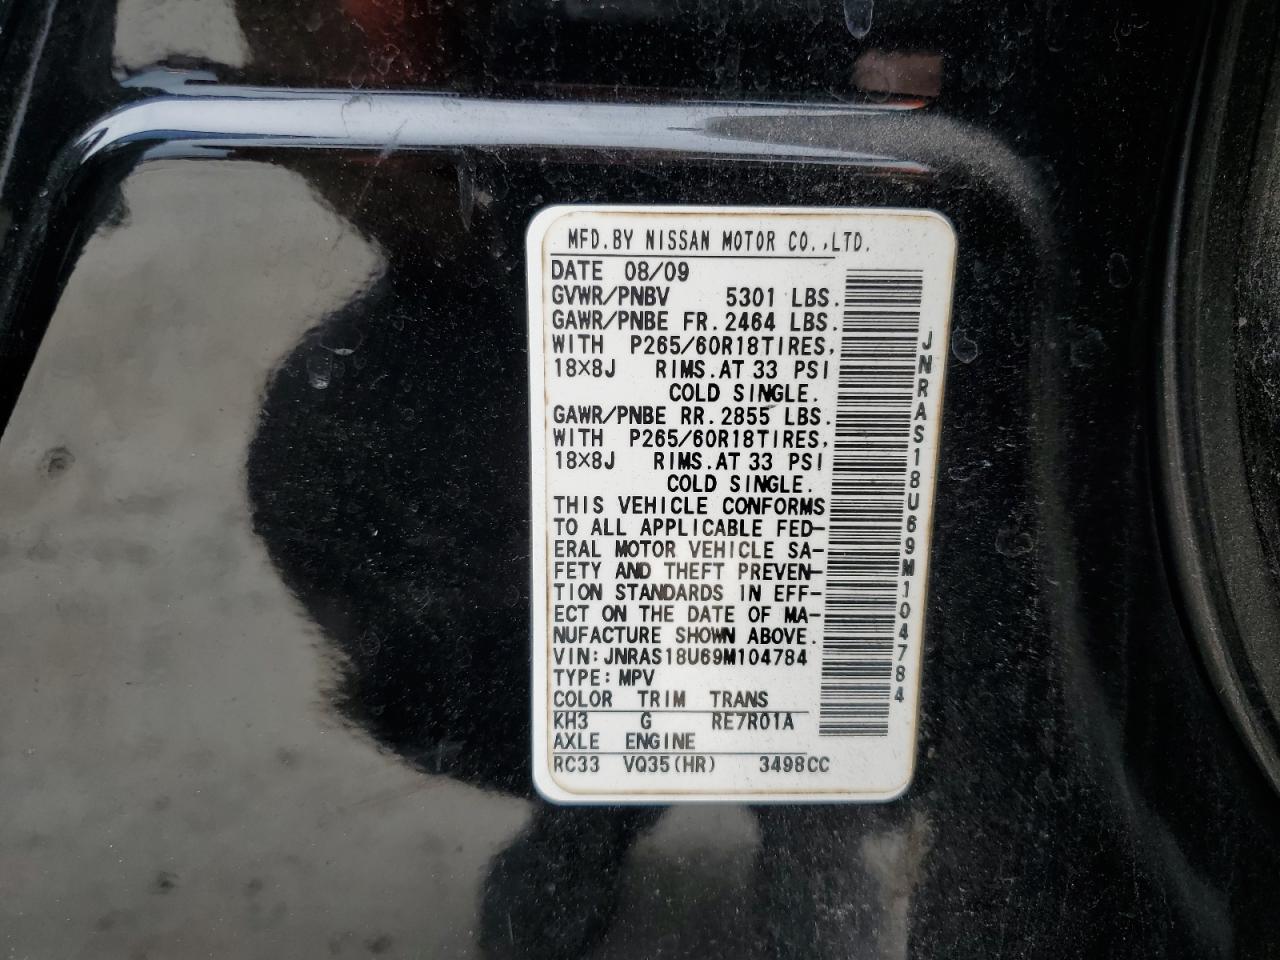 MFD.BY NISSAN MOTOR CO.,LTD.
DATE 08/09
GVWR/PNBV 5301 LBS.
GAWR/PNBE FR.2464 LBS.
WITH P265/60R18TIRES,
18×8J RIMS.AT 33 PSI
COLD SINGLE.
GAWR/PNBE RR.2855 LBS.
WITH P265/60R18TIRES,
18×8J RIMS.AT 33 PSI
COLD SINGLE.
THIS VEHICLE CONFORMS
TO ALL APPLICABLE FED-
ERAL MOTOR VEHICLE SA-
FETY AND THEFT PREVEN-
TION STANDARDS IN EFF-
ECT ON THE DATE OF MA-
NUFACTURE SHOWN ABOVE.
VIN:JNRAS18U69M104784
TYPE:MPV
COLOR TRIM TRANS
KH3 G RE7R01A
AXLE ENGINE
RC33 VQ35(HR) 3498CC
JNRAS18U69M104784